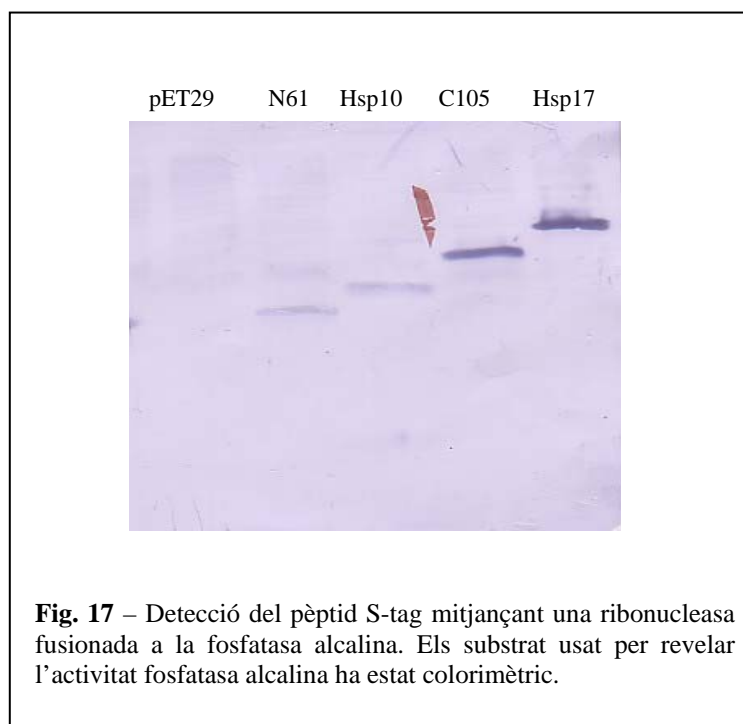 pET29 N61 Hsp10 C105 Hsp17
Fig. 17 – Detecció del pèptid S-tag mitjançant una ribonucleasa
fusionada a la fosfatasa alcalina. Els substrat usat per revelar
l’activitat fosfatasa alcalina ha estat colorimètric.